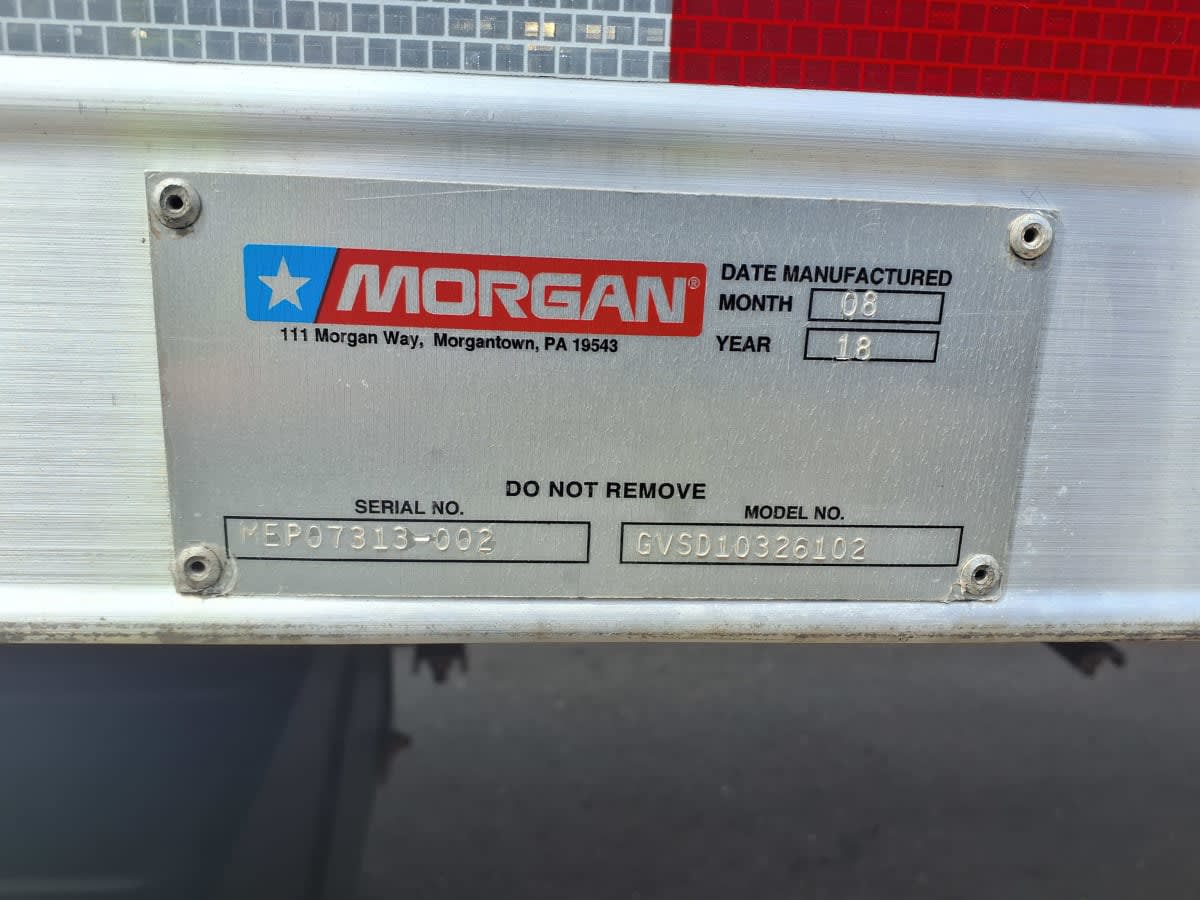 MORGAN®
111 Morgan Way, Morgantown, PA 19543
DATE MANUFACTURED
MONTH 08
YEAR 18
DO NOT REMOVE
SERIAL NO.
MEP07313-002
MODEL NO.
GVSD10326102